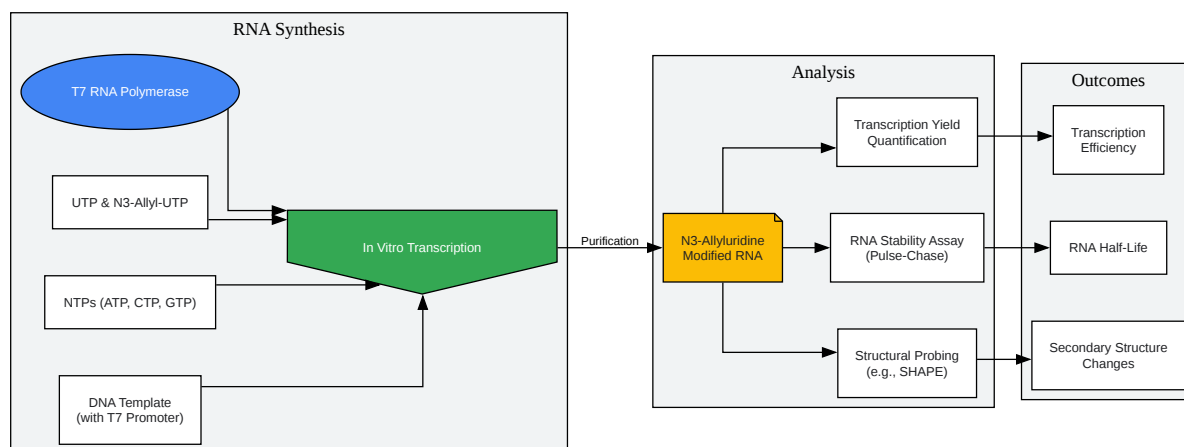 RNA Synthesis
T7 RNA Polymerase
UTP & N3-Allyl-UTP
In Vitro Transcription
NTPs (ATP, CTP, GTP)
DNA Template
(with T7 Promoter)
Purification
Analysis
N3-Allyluridine
Modified RNA
Transcription Yield
Quantification
RNA Stability Assay
(Pulse-Chase)
Structural Probing
(e.g., SHAPE)
Outcomes
Transcription
Efficiency
RNA Half-Life
Secondary Structure
Changes